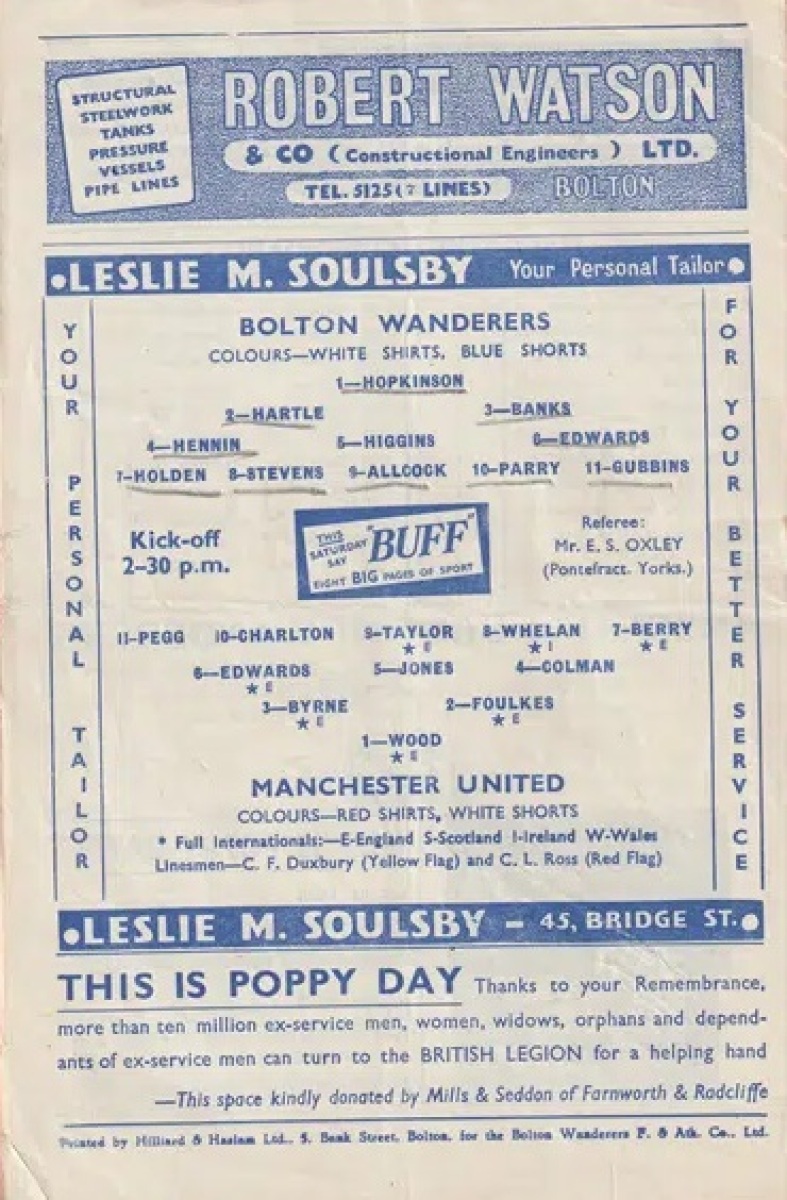 STRUCTURAL
STEELWORK
TANKS
PRESSURE
VESSELS
PIPE LINES
ROBERT WATSON
& CO (Constructional Engineers) LTD.
TEL. 5125 (7 LINES) BOLTON
•LESLIE M. SOULSBY Your Personal Tailor•
YOUR PERSONAL TAILOR
BOLTON WANDERERS
COLOURS—WHITE SHIRTS, BLUE SHORTS
1—HOPKINSON
2—HARTLE 3—BANKS
4—HENNIN 5—HIGGINS 6—EDWARDS
7—HOLDEN 8—STEVENS 9—ALLCOCK 10—PARRY 11—GUBBINS
Kick-off
2-30 p.m.
THIS
SATURDAY
SAY
"BUFF"
EIGHT BIG PAGES OF SPORT
Referee:
Mr. E. S. OXLEY
(Pontefract. Yorks.)
11—PEGG 10—CHARLTON 9—TAYLOR 8—WHELAN 7—BERRY
★ E ★ I ★ E
6—EDWARDS 5—JONES 4—COLMAN
★ E
3—BYRNE 2—FOULKES
★ E ★ E
1—WOOD
★ E
MANCHESTER UNITED
COLOURS—RED SHIRTS, WHITE SHORTS
* Full Internationals:—E-England S-Scotland I-Ireland W-Wales
Linesmen—C. F. Duxbury (Yellow Flag) and C. L. Ross (Red Flag)
FOR YOUR BETTER SERVICE
•LESLIE M. SOULSBY – 45, BRIDGE ST.•
THIS IS POPPY DAY Thanks to your Remembrance,
more than ten million ex-service men, women, widows, orphans and depend-
ants of ex-service men can turn to the BRITISH LEGION for a helping hand
—This space kindly donated by Mills & Seddon of Farnworth & Radcliffe
Printed by Hilliard & Haslam Ltd., 5, Bank Street, Bolton, for the Bolton Wanderers F. & Ath. Co., Ltd.